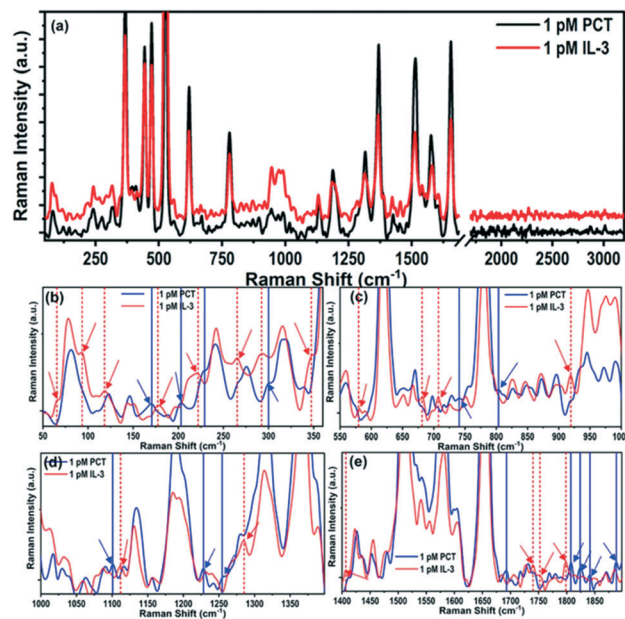 (a)
1 pM PCT
1 pM IL-3
Raman Intensity (a.u.)
250 500 750 1000 1250 1500 2000 2500 3000
Raman Shift (cm-1)
(b)
1 pM PCT
1 pM IL-3
Raman Intensity (a.u.)
50 100 150 200 250 300 350
Raman Shift (cm-1)
(c)
1 pM PCT
1 pM IL-3
Raman Intensity (a.u.)
550 600 650 700 750 800 850 900 950 1000
Raman Shift (cm-1)
(d)
1 pM PCT
1 pM IL-3
Raman Intensity (a.u.)
1000 1050 1100 1150 1200 1250 1300 1350
Raman Shift (cm-1)
(e)
1 pM PCT
1 pM IL-3
Raman Intensity (a.u.)
1400 1450 1500 1550 1600 1650 1700 1750 1800 1850
Raman Shift (cm-1)